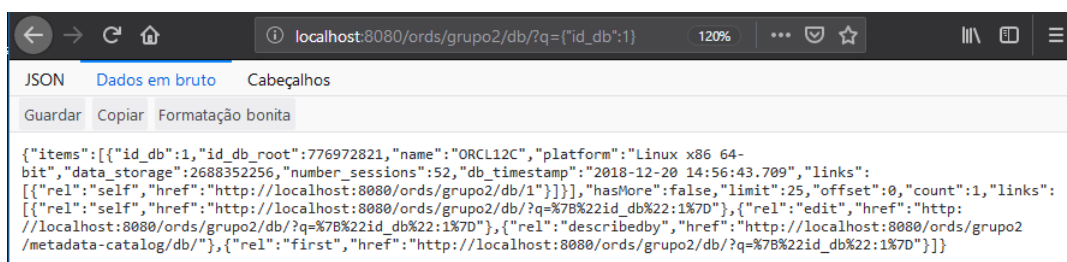 localhost:8080/ords/grupo2/db/?q={"id_db":1} 120%
JSON Dados em bruto Cabeçalhos
Guardar Copiar Formatação bonita
{"items":[{"id_db":1,"id_db_root":776972821,"name":"ORCL12C","platform":"Linux x86 64-
bit","data_storage":2688352256,"number_sessions":52,"db_timestamp":"2018-12-20 14:56:43.709","links":
[{"rel":"self","href":"http://localhost:8080/ords/grupo2/db/1"}]}],"hasMore":false,"limit":25,"offset":0,"count":1,"links":
[{"rel":"self","href":"http://localhost:8080/ords/grupo2/db/?q=%7B%22id_db%22:1%7D"},{"rel":"edit","href":"http:
//localhost:8080/ords/grupo2/db/?q=%7B%22id_db%22:1%7D"},{"rel":"describedby","href":"http://localhost:8080/ords/grupo2
/metadata-catalog/db/"},{"rel":"first","href":"http://localhost:8080/ords/grupo2/db/?q=%7B%22id_db%22:1%7D"}]}